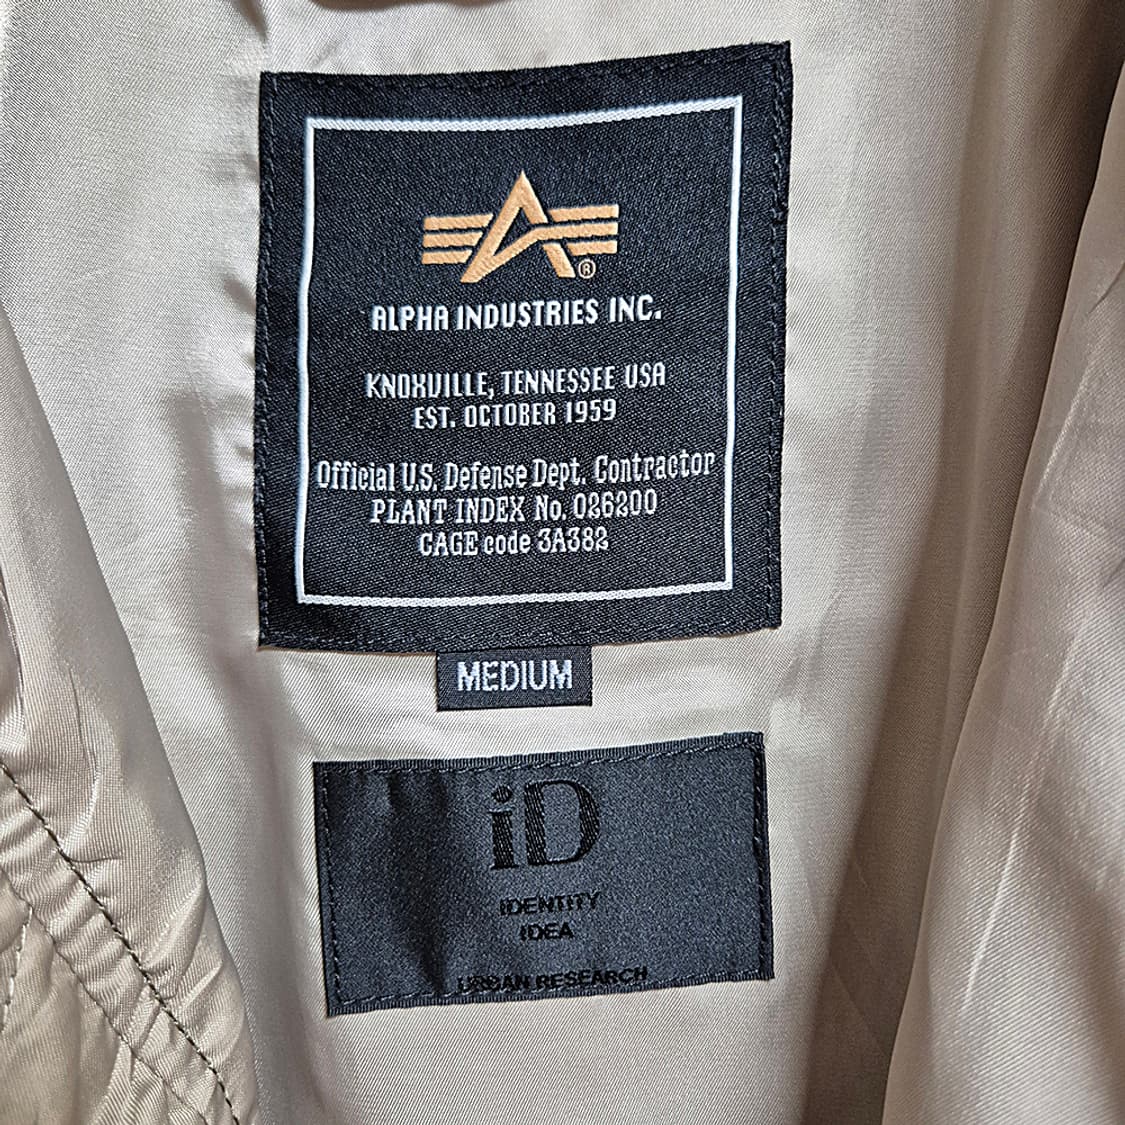 ®
ALPHA INDUSTRIES INC.
KNOXVILLE, TENNESSEE USA
EST. OCTOBER 1959
Official U.S. Defense Dept. Contractor
PLANT INDEX No. 026200
CAGE code 3A382
MEDIUM
iD
IDENTITY
IDEA
URBAN RESEARCH